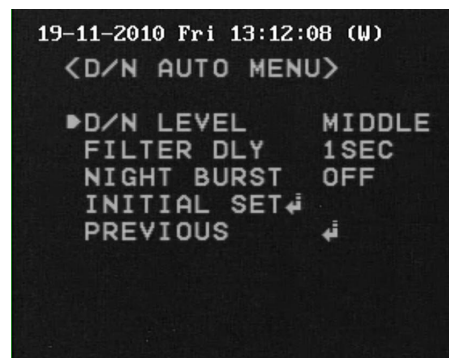 19-11-2010 Fri 13:12:08 (W)
<D/N AUTO MENU>
D/N LEVEL MIDDLE
FILTER DLY 1SEC
NIGHT BURST OFF
INITIAL SET↲
PREVIOUS ↲